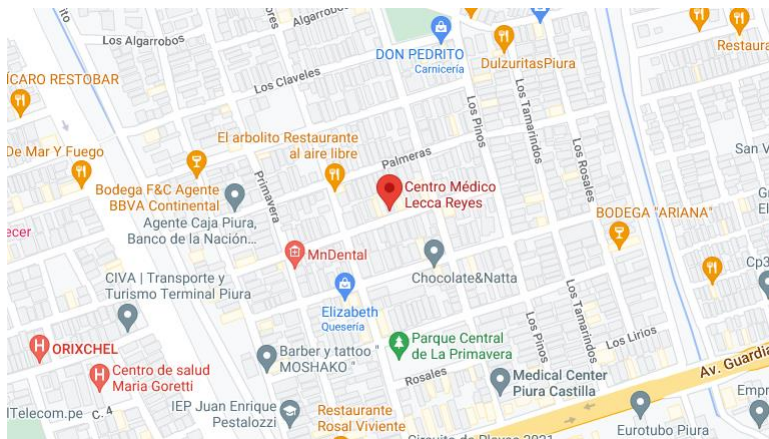 Algarrobos
Los Algarrobos
DON PEDRITO
Carnicería
DulzuritasPiura
Restaura
ÍCARO RESTOBAR
Los Claveles
Los Pinos
Los Tamarindos
El arbolito Restaurante
al aire libre
Palmeras
De Mar Y Fuego
Primavera
Los Rosales
San V
Bodega F&C Agente
BBVA Continental
Centro Médico
Lecca Reyes
Agente Caja Piura,
Banco de la Nación...
BODEGA "ARIANA"
ecer
MnDental
Cp3
CIVA | Transporte y
Turismo Terminal Piura
Chocolate&Natta
Elizabeth
Quesería
Los Pinos
Los Tamarindos
ORIXCHEL
Barber y tattoo "
MOSHAKO "
Parque Central
de La Primavera
Los Lirios
Av. Guardia
Centro de salud
Maria Goretti
Rosales
Medical Center
Piura Castilla
Empr
lTelecom.pe
C. 4
IEP Juan Enrique
Pestalozzi
Restaurante
Rosal Viviente
Eurotubo Piura